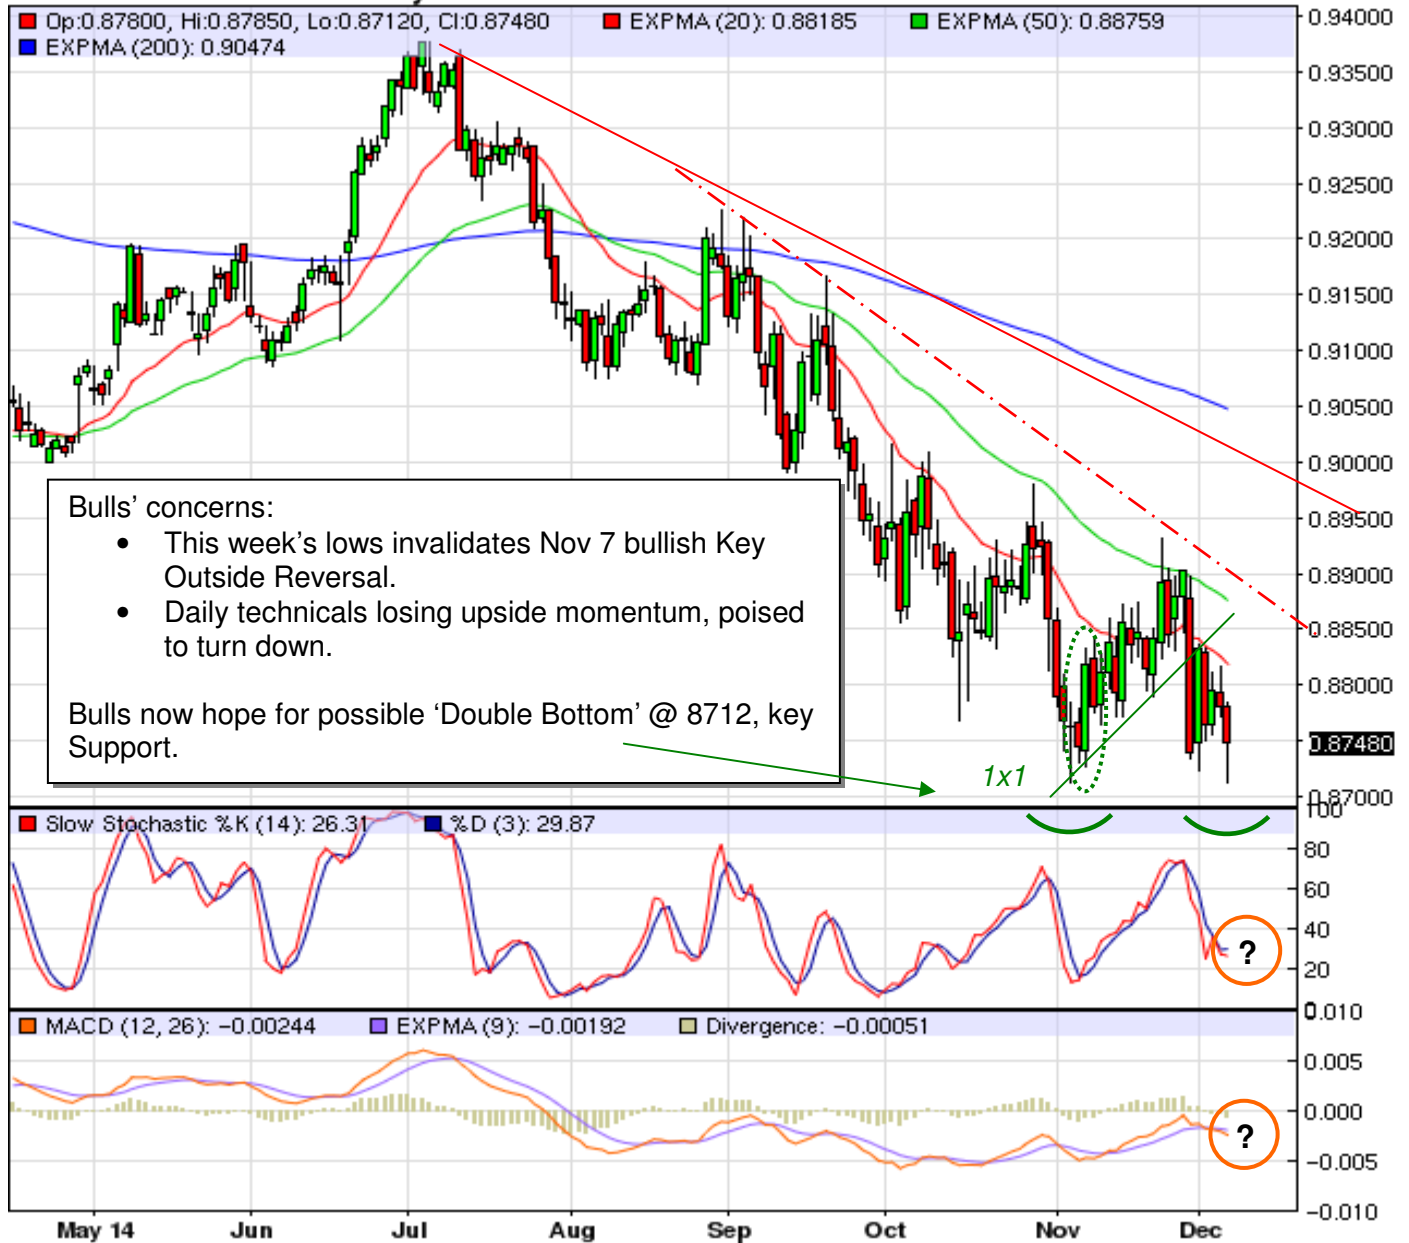 Op:0.87800, Hi:0.87850, Lo:0.87120, Cl:0.87480 EXPMA (20): 0.88185 EXPMA (50): 0.88759
EXPMA (200): 0.90474
0.94000
0.93500
0.93000
0.92500
0.92000
0.91500
0.91000
0.90500
0.90000
0.89500
0.89000
0.88500
0.88000
0.87480
0.87000
Bulls’ concerns:
• This week’s lows invalidates Nov 7 bullish Key
Outside Reversal.
• Daily technicals losing upside momentum, poised
to turn down.
Bulls now hope for possible ‘Double Bottom’ @ 8712, key
Support.
1x1
Slow Stochastic %K (14): 26.31 %D (3): 29.87
100
80
60
40
20
0
?
MACD (12, 26): −0.00244 EXPMA (9): −0.00192 Divergence: −0.00051
0.010
0.005
0.000
−0.005
−0.010
?
May 14 Jun Jul Aug Sep Oct Nov Dec